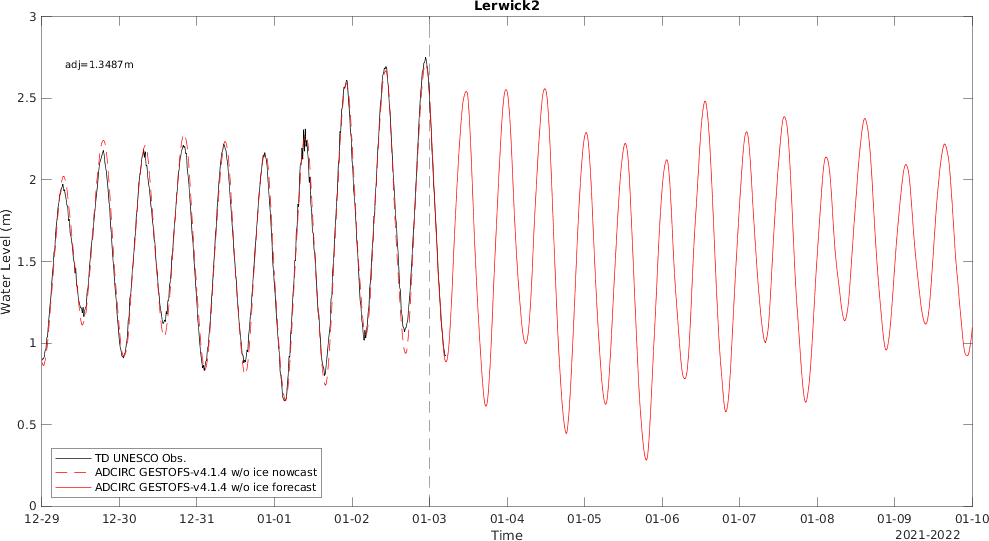 Lerwick2
3
adj=1.3487m
2.5
2
1.5
1
0.5
0
Water Level (m)
TD UNESCO Obs.
ADCIRC GESTOFS-v4.1.4 w/o ice nowcast
ADCIRC GESTOFS-v4.1.4 w/o ice forecast
12-29 12-30 12-31 01-01 01-02 01-03 01-04 01-05 01-06 01-07 01-08 01-09 01-10
Time
2021-2022